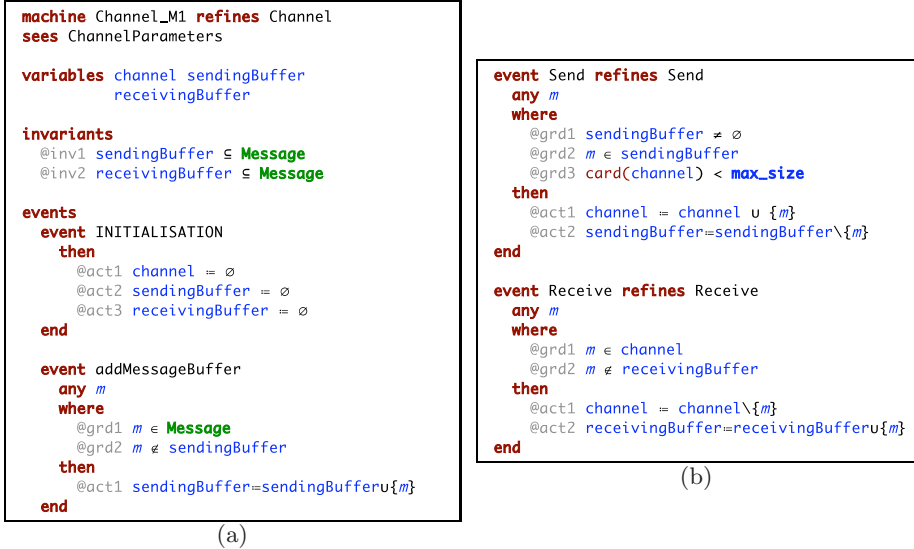 machine Channel_M1 refines Channel
sees ChannelParameters
variables channel sendingBuffer
receivingBuffer
invariants
@inv1 sendingBuffer ⊆ Message
@inv2 receivingBuffer ⊆ Message
events
event INITIALISATION
then
@act1 channel ≔ ∅
@act2 sendingBuffer ≔ ∅
@act3 receivingBuffer ≔ ∅
end
event addMessageBuffer
any m
where
@grd1 m ∈ Message
@grd2 m ∉ sendingBuffer
then
@act1 sendingBuffer≔sendingBuffer∪{m}
end
(a)
event Send refines Send
any m
where
@grd1 sendingBuffer ≠ ∅
@grd2 m ∈ sendingBuffer
@grd3 card(channel) < max_size
then
@act1 channel ≔ channel ∪ {m}
@act2 sendingBuffer≔sendingBuffer\{m}
end
event Receive refines Receive
any m
where
@grd1 m ∈ channel
@grd2 m ∉ receivingBuffer
then
@act1 channel ≔ channel\{m}
@act2 receivingBuffer≔receivingBuffer∪{m}
end
(b)